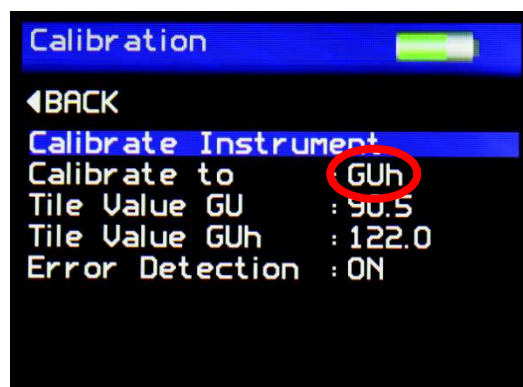 Calibration
◀BACK
Calibrate Instrument
Calibrate to : GUh
Tile Value GU : 90.5
Tile Value GUh : 122.0
Error Detection : ON